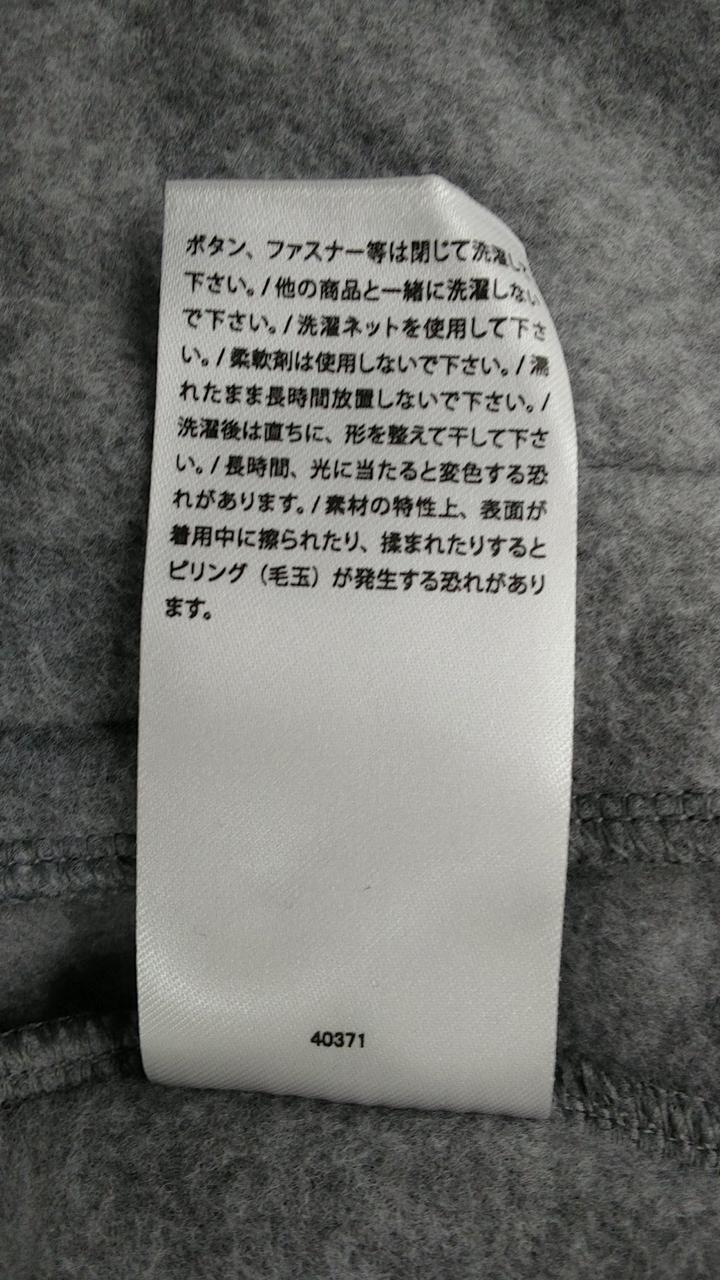 ボタン、ファスナー等は閉じて洗濯し
下さい。/他の商品と一緒に洗濯しない
で下さい。/洗濯ネットを使用して下さ
い。/柔軟剤は使用しないで下さい。/濡
れたまま長時間放置しないで下さい。/
洗濯後は直ちに、形を整えて干して下さ
い。/長時間、光に当たると変色する恐
れがあります。/素材の特性上、表面が
着用中に擦られたり、揉まれたりすると
ピリング（毛玉）が発生する恐れがあり
ます。
40371